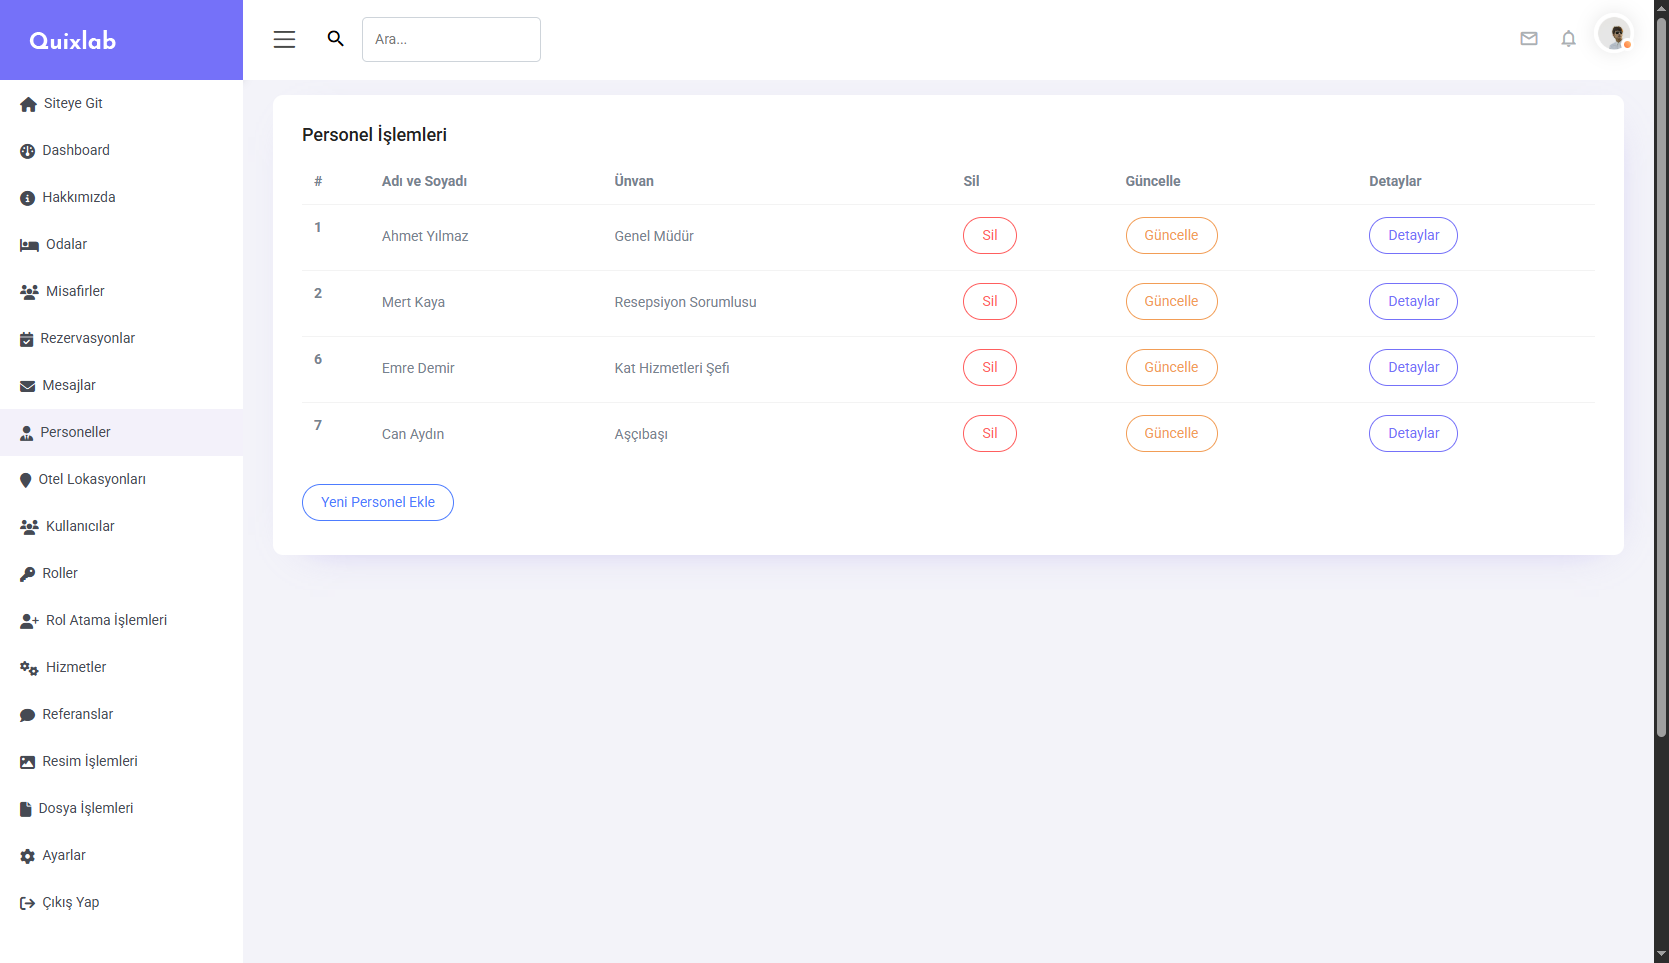 Quixlab
Ara...
Siteye Git
Dashboard
Hakkımızda
Odalar
Misafirler
Rezervasyonlar
Mesajlar
Personeller
Otel Lokasyonları
Kullanıcılar
Roller
Rol Atama İşlemleri
Hizmetler
Referanslar
Resim İşlemleri
Dosya İşlemleri
Ayarlar
Çıkış Yap
Personel İşlemleri
# Adı ve Soyadı Ünvan Sil Güncelle Detaylar
1 Ahmet Yılmaz Genel Müdür Sil Güncelle Detaylar
2 Mert Kaya Resepsiyon Sorumlusu Sil Güncelle Detaylar
6 Emre Demir Kat Hizmetleri Şefi Sil Güncelle Detaylar
7 Can Aydın Aşçıbaşı Sil Güncelle Detaylar
Yeni Personel Ekle